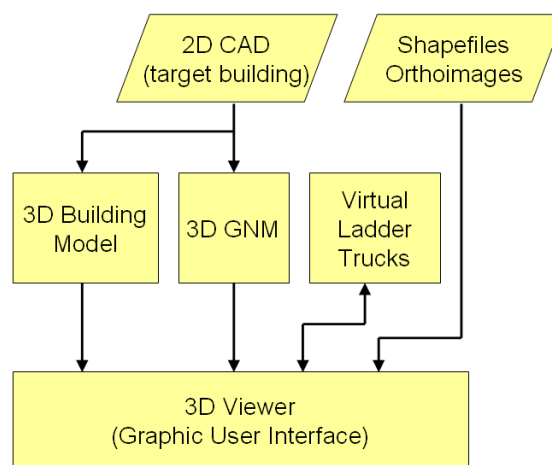 2D CAD
(target building)
Shapefiles
Orthoimages
3D Building
Model
3D GNM
Virtual
Ladder
Trucks
3D Viewer
(Graphic User Interface)